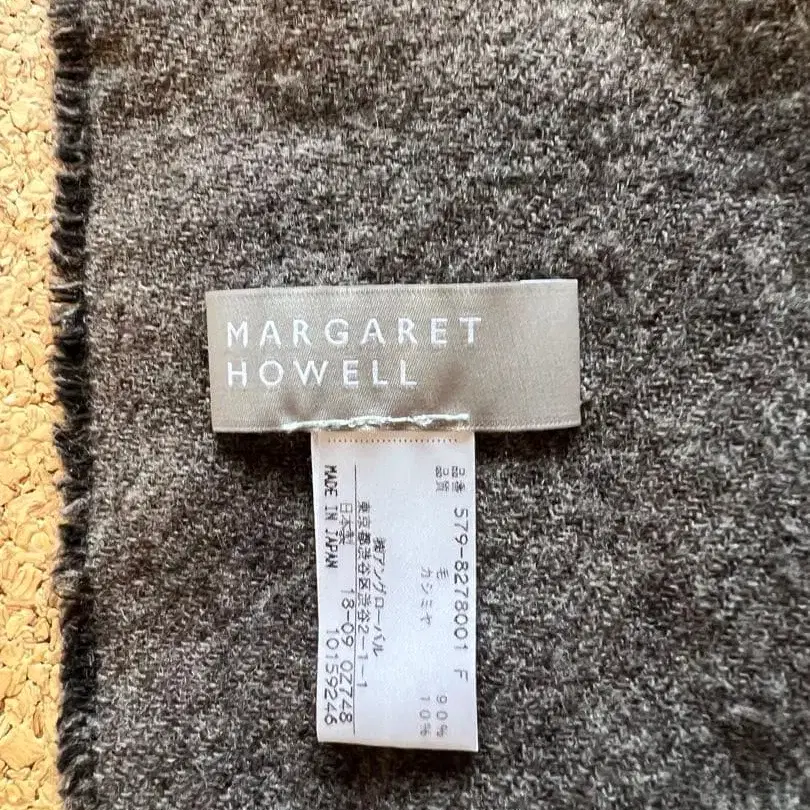 MARGARET
HOWELL
品番 579-8278001 F
品質 毛 90%
カシミヤ 10%
㈱アングローバル
東京都渋谷区渋谷2-1-1
日本製 18-09 0Z748
MADE IN JAPAN 10159246